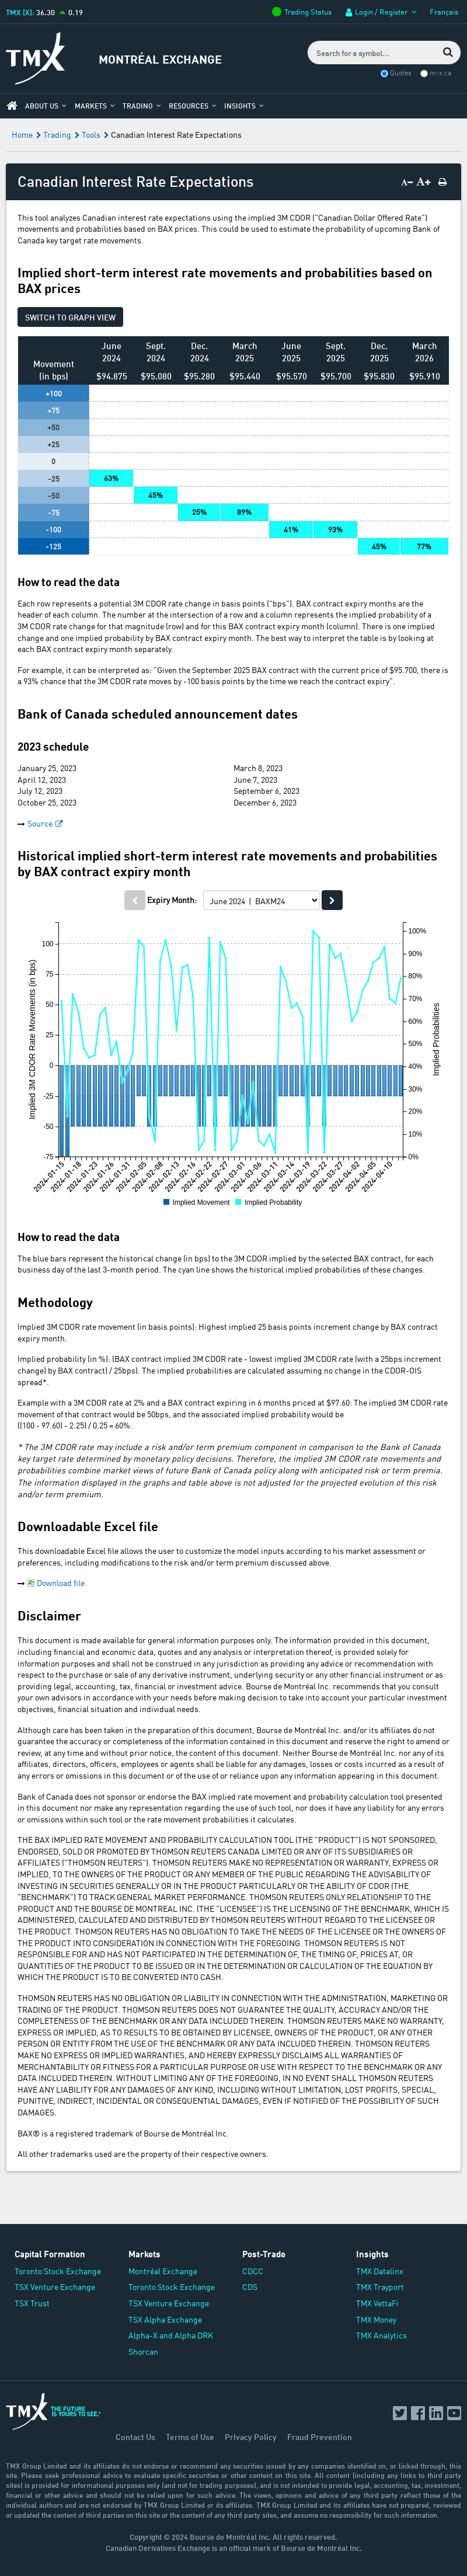 TMX (X): 36.30 0.19
Trading Status
Login / Register
Français
TMX
MONTRÉAL EXCHANGE
Search for a symbol...
Quotes m-x.ca
ABOUT US MARKETS TRADING RESOURCES INSIGHTS
Home Trading Tools Canadian Interest Rate Expectations
Canadian Interest Rate Expectations
A- A+
This tool analyzes Canadian interest rate expectations using the implied 3M CDOR ("Canadian Dollar Offered Rate")
movements and probabilities based on BAX prices. This could be used to estimate the probability of upcoming Bank of
Canada key target rate movements.
Implied short-term interest rate movements and probabilities based on
BAX prices
SWITCH TO GRAPH VIEW
Movement (in bps) June 2024 Sept. 2024 Dec. 2024 March 2025 June 2025 Sept. 2025 Dec. 2025 March 2026
$94.875 $95.080 $95.280 $95.440 $95.570 $95.700 $95.830 $95.910
+100
+75
+50
+25
0
-25 63%
-50 45%
-75 25% 89%
-100 41% 93%
-125 45% 77%
How to read the data
Each row represents a potential 3M CDOR rate change in basis points ("bps"). BAX contract expiry months are the
header of each column. The number at the intersection of a row and a column represents the implied probability of a
3M CDOR rate change for that magnitude (row) and for this BAX contract expiry month (column). There is one implied
change and one implied probability by BAX contract expiry month. The best way to interpret the table is by looking at
each BAX contract expiry month separately.
For example, it can be interpreted as: "Given the September 2025 BAX contract with the current price of $95.700, there is
a 93% chance that the 3M CDOR rate moves by -100 basis points by the time we reach the contract expiry".
Bank of Canada scheduled announcement dates
2023 schedule
January 25, 2023 March 8, 2023
April 12, 2023 June 7, 2023
July 12, 2023 September 6, 2023
October 25, 2023 December 6, 2023
Source
Historical implied short-term interest rate movements and probabilities
by BAX contract expiry month
Expiry Month: June 2024 | BAXM24
Implied 3M CDOR Rate Movements (in bps)
100
75
50
25
0
-25
-50
-75
100%
90%
80%
70%
60%
50%
40%
30%
20%
10%
0%
Implied Probabilities
2024-01-15 2024-01-18 2024-01-23 2024-01-26 2024-01-31 2024-02-05 2024-02-08 2024-02-13 2024-02-16 2024-02-22 2024-02-27 2024-03-01 2024-03-06 2024-03-11 2024-03-14 2024-03-19 2024-03-22 2024-03-27 2024-04-02 2024-04-05 2024-04-10
Implied Movement Implied Probability
How to read the data
The blue bars represent the historical change (in bps) to the 3M CDOR implied by the selected BAX contract, for each
business day of the last 3-month period. The cyan line shows the historical implied probabilities of these changes.
Methodology
Implied 3M CDOR rate movement (in basis points): Highest implied 25 basis points increment change by BAX contract
expiry month.
Implied probability (in %): (BAX contract implied 3M CDOR rate - lowest implied 3M CDOR rate (with a 25bps increment
change) by BAX contract) / 25bps). The implied probabilities are calculated assuming no change in the CDOR-OIS
spread*.
Example with a 3M CDOR rate at 2% and a BAX contract expiring in 6 months priced at $97.60: The implied 3M CDOR rate
movement of that contract would be 50bps, and the associated implied probability would be
((100 - 97.60) - 2.25) / 0.25 = 60%.
* The 3M CDOR rate may include a risk and/or term premium component in comparison to the Bank of Canada
key target rate determined by monetary policy decisions. Therefore, the implied 3M CDOR rate movements and
probabilities combine market views of future Bank of Canada policy along with anticipated risk or term premia.
The information displayed in the graphs and table above is not adjusted for the projected evolution of this risk
and/or term premium.
Downloadable Excel file
This downloadable Excel file allows the user to customize the model inputs according to his market assessment or
preferences, including modifications to the risk and/or term premium discussed above.
Download file
Disclaimer
This document is made available for general information purposes only. The information provided in this document,
including financial and economic data, quotes and any analysis or interpretation thereof, is provided solely for
information purposes and shall not be construed in any jurisdiction as providing any advice or recommendation with
respect to the purchase or sale of any derivative instrument, underlying security or any other financial instrument or as
providing legal, accounting, tax, financial or investment advice. Bourse de Montréal Inc. recommends that you consult
your own advisors in accordance with your needs before making decision to take into account your particular investment
objectives, financial situation and individual needs.
Although care has been taken in the preparation of this document, Bourse de Montréal Inc. and/or its affiliates do not
guarantee the accuracy or completeness of the information contained in this document and reserve the right to amend or
review, at any time and without prior notice, the content of this document. Neither Bourse de Montréal Inc. nor any of its
affiliates, directors, officers, employees or agents shall be liable for any damages, losses or costs incurred as a result of
any errors or omissions in this document or of the use of or reliance upon any information appearing in this document.
Bank of Canada does not sponsor or endorse the BAX implied rate movement and probability calculation tool presented
in this document nor makes any representation regarding the use of such tool, nor does it have any liability for any errors
or omissions within such tool or the rate movement probabilities it calculates.
THE BAX IMPLIED RATE MOVEMENT AND PROBABILITY CALCULATION TOOL (THE "PRODUCT") IS NOT SPONSORED,
ENDORSED, SOLD OR PROMOTED BY THOMSON REUTERS CANADA LIMITED OR ANY OF ITS SUBSIDIARIES OR
AFFILIATES ("THOMSON REUTERS"). THOMSON REUTERS MAKE NO REPRESENTATION OR WARRANTY, EXPRESS OR
IMPLIED, TO THE OWNERS OF THE PRODUCT OR ANY MEMBER OF THE PUBLIC REGARDING THE ADVISABILITY OF
INVESTING IN SECURITIES GENERALLY OR IN THE PRODUCT PARTICULARLY OR THE ABILITY OF CDOR (THE
"BENCHMARK") TO TRACK GENERAL MARKET PERFORMANCE. THOMSON REUTERS ONLY RELATIONSHIP TO THE
PRODUCT AND THE BOURSE DE MONTREAL INC. (THE "LICENSEE") IS THE LICENSING OF THE BENCHMARK, WHICH IS
ADMINISTERED, CALCULATED AND DISTRIBUTED BY THOMSON REUTERS WITHOUT REGARD TO THE LICENSEE OR
THE PRODUCT. THOMSON REUTERS HAS NO OBLIGATION TO TAKE THE NEEDS OF THE LICENSEE OR THE OWNERS OF
THE PRODUCT INTO CONSIDERATION IN CONNECTION WITH THE FOREGOING. THOMSON REUTERS IS NOT
RESPONSIBLE FOR AND HAS NOT PARTICIPATED IN THE DETERMINATION OF, THE TIMING OF, PRICES AT, OR
QUANTITIES OF THE PRODUCT TO BE ISSUED OR IN THE DETERMINATION OR CALCULATION OF THE EQUATION BY
WHICH THE PRODUCT IS TO BE CONVERTED INTO CASH.
THOMSON REUTERS HAS NO OBLIGATION OR LIABILITY IN CONNECTION WITH THE ADMINISTRATION, MARKETING OR
TRADING OF THE PRODUCT. THOMSON REUTERS DOES NOT GUARANTEE THE QUALITY, ACCURACY AND/OR THE
COMPLETENESS OF THE BENCHMARK OR ANY DATA INCLUDED THEREIN. THOMSON REUTERS MAKE NO WARRANTY,
EXPRESS OR IMPLIED, AS TO RESULTS TO BE OBTAINED BY LICENSEE, OWNERS OF THE PRODUCT, OR ANY OTHER
PERSON OR ENTITY FROM THE USE OF THE BENCHMARK OR ANY DATA INCLUDED THEREIN. THOMSON REUTERS
MAKE NO EXPRESS OR IMPLIED WARRANTIES, AND HEREBY EXPRESSLY DISCLAIMS ALL WARRANTIES OF
MERCHANTABILITY OR FITNESS FOR A PARTICULAR PURPOSE OR USE WITH RESPECT TO THE BENCHMARK OR ANY
DATA INCLUDED THEREIN. WITHOUT LIMITING ANY OF THE FOREGOING, IN NO EVENT SHALL THOMSON REUTERS
HAVE ANY LIABILITY FOR ANY DAMAGES OF ANY KIND, INCLUDING WITHOUT LIMITATION, LOST PROFITS, SPECIAL,
PUNITIVE, INDIRECT, INCIDENTAL OR CONSEQUENTIAL DAMAGES, EVEN IF NOTIFIED OF THE POSSIBILITY OF SUCH
DAMAGES.
BAX® is a registered trademark of Bourse de Montréal Inc.
All other trademarks used are the property of their respective owners.
Capital Formation Markets Post-Trade Insights
Toronto Stock Exchange Montréal Exchange CDCC TMX Datalinx
TSX Venture Exchange Toronto Stock Exchange CDS TMX Trayport
TSX Trust TSX Venture Exchange TMX VettaFi
TSX Alpha Exchange TMX Money
Alpha-X and Alpha DRK TMX Analytics
Shorcan
TMX THE FUTURE
IS YOURS TO SEE.
Contact Us Terms of Use Privacy Policy Fraud Prevention
TMX Group Limited and its affiliates do not endorse or recommend any securities issued by any companies identified on, or linked through, this
site. Please seek professional advice to evaluate specific securities or other content on this site. All content (including any links to third party
sites) is provided for informational purposes only (and not for trading purposes), and is not intended to provide legal, accounting, tax, investment,
financial or other advice and should not be relied upon for such advice. The views, opinions and advice of any third party reflect those of the
individual authors and are not endorsed by TMX Group Limited or its affiliates. TMX Group Limited and its affiliates have not prepared, reviewed
or updated the content of third parties on this site or the content of any third party sites, and assume no responsibility for such information.
Copyright © 2024 Bourse de Montréal Inc. All rights reserved.
Canadian Derivatives Exchange is an official mark of Bourse de Montréal Inc.